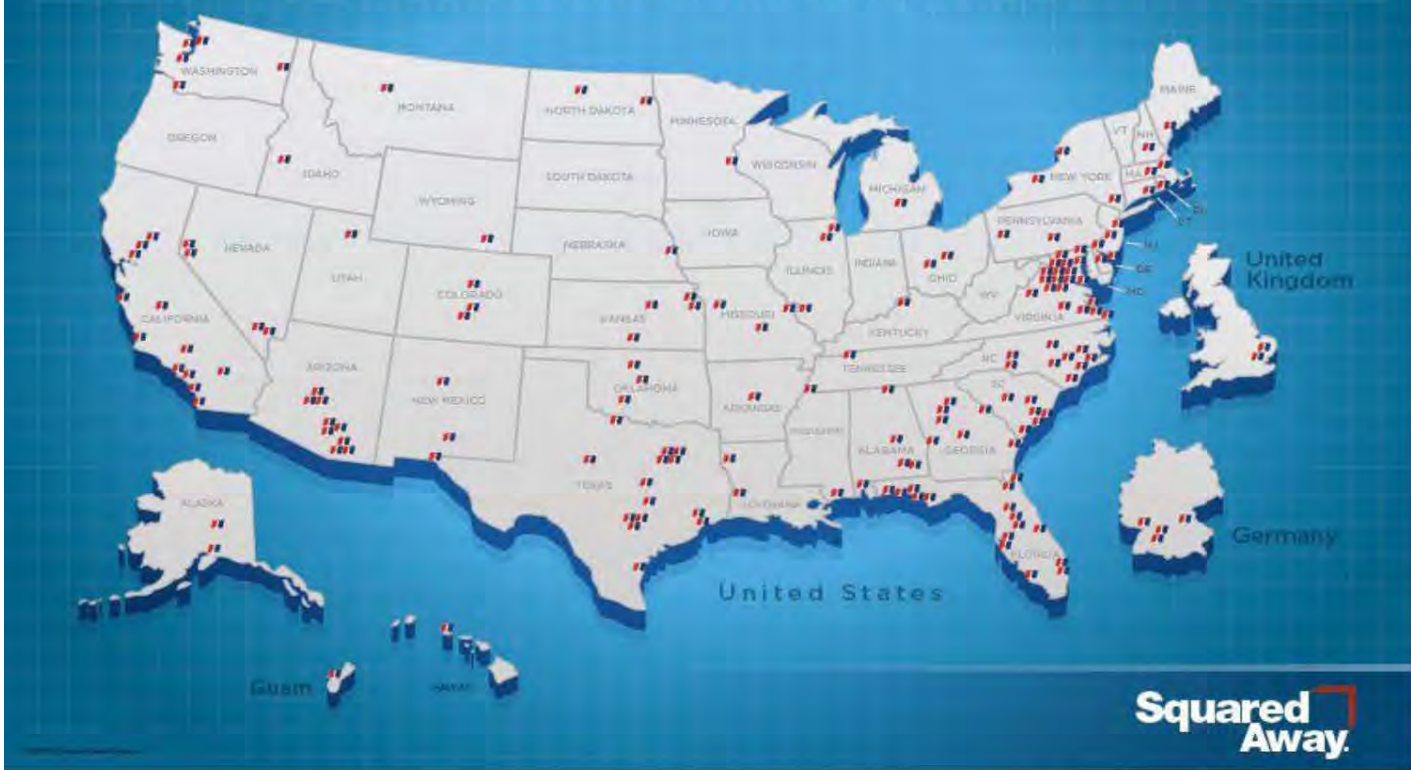 WASHINGTON
MONTANA
NORTH DAKOTA
MINNESOTA
MAINE
OREGON
IDAHO
SOUTH DAKOTA
WISCONSIN
VT
NH
WYOMING
MICHIGAN
NEW YORK
MA
RI
CT
NEVADA
NEBRASKA
IOWA
PENNSYLVANIA
NJ
UTAH
COLORADO
ILLINOIS
INDIANA
OHIO
WV
DE
MD
United
Kingdom
CALIFORNIA
KANSAS
MISSOURI
KENTUCKY
VIRGINIA
ARIZONA
NEW MEXICO
OKLAHOMA
ARKANSAS
TENNESSEE
NC
SC
MISSISSIPPI
ALABAMA
GEORGIA
TEXAS
LOUISIANA
FLORIDA
ALASKA
Germany
United States
Guam
HAWAII
Squared
Away.